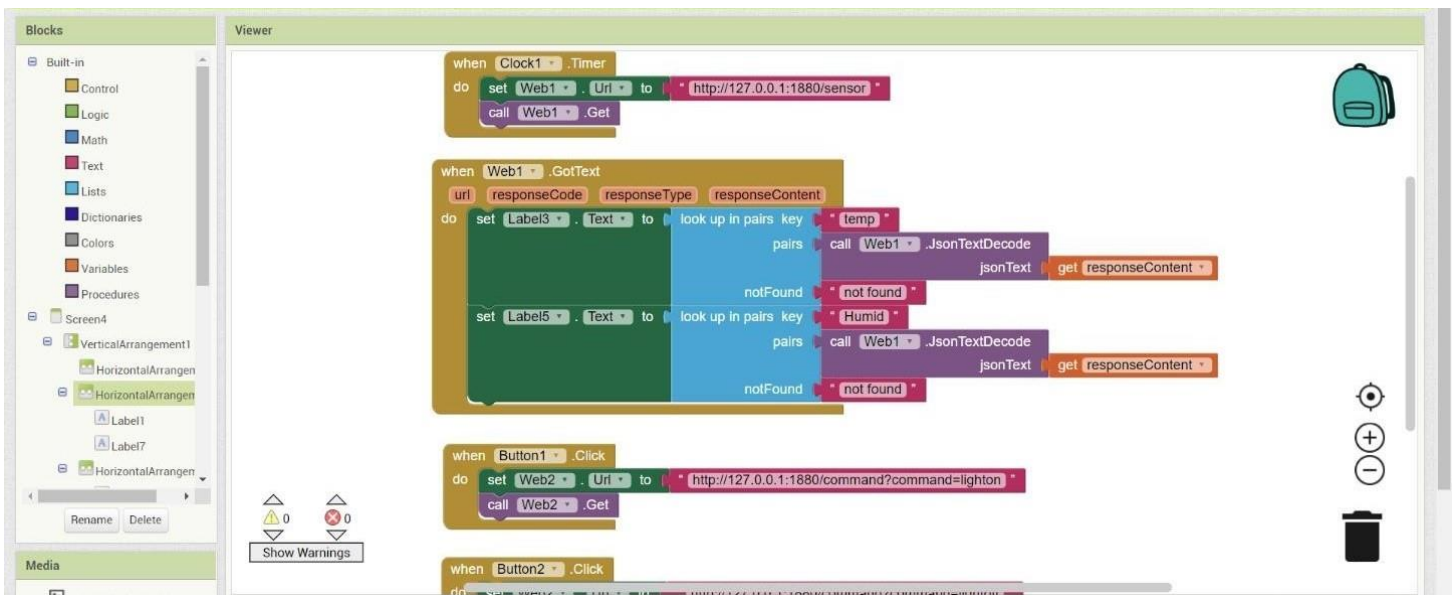 Blocks
Viewer
Built-in
Control
Logic
Math
Text
Lists
Dictionaries
Colors
Variables
Procedures
Screen4
VerticalArrangement1
HorizontalArrangen
HorizontalArrangen
Label1
Label7
HorizontalArrangen
Rename Delete
Media
when Clock1 .Timer
do set Web1 . Url to " http://127.0.0.1:1880/sensor "
call Web1 .Get
when Web1 .GotText
url responseCode responseType responseContent
do set Label3 . Text to look up in pairs key " temp "
pairs call Web1 .JsonTextDecode
jsonText get responseContent
notFound " not found "
set Label5 . Text to look up in pairs key " Humid "
pairs call Web1 .JsonTextDecode
jsonText get responseContent
notFound " not found "
when Button1 .Click
do set Web2 . Url to " http://127.0.0.1:1880/command?command=lighton "
call Web2 .Get
when Button2 .Click
0 0
Show Warnings